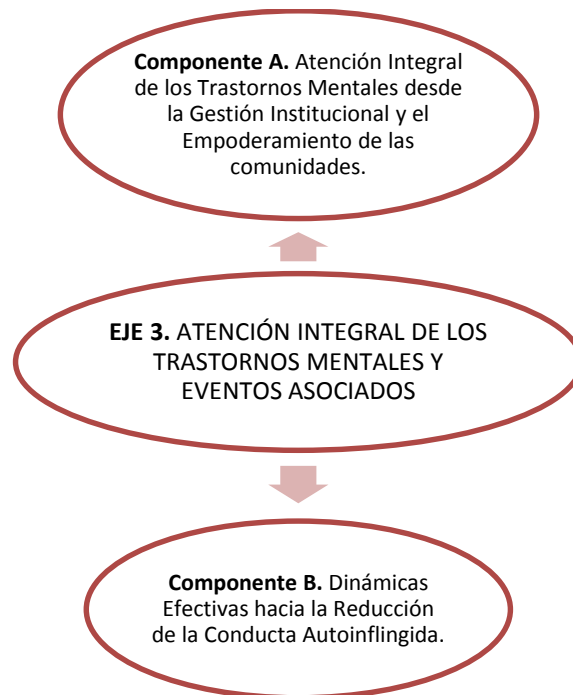 Componente A. Atención Integral
de los Trastornos Mentales desde
la Gestión Institucional y el
Empoderamiento de las
comunidades.
EJE 3. ATENCIÓN INTEGRAL DE LOS
TRASTORNOS MENTALES Y
EVENTOS ASOCIADOS
Componente B. Dinámicas
Efectivas hacia la Reducción
de la Conducta Autoinflingida.